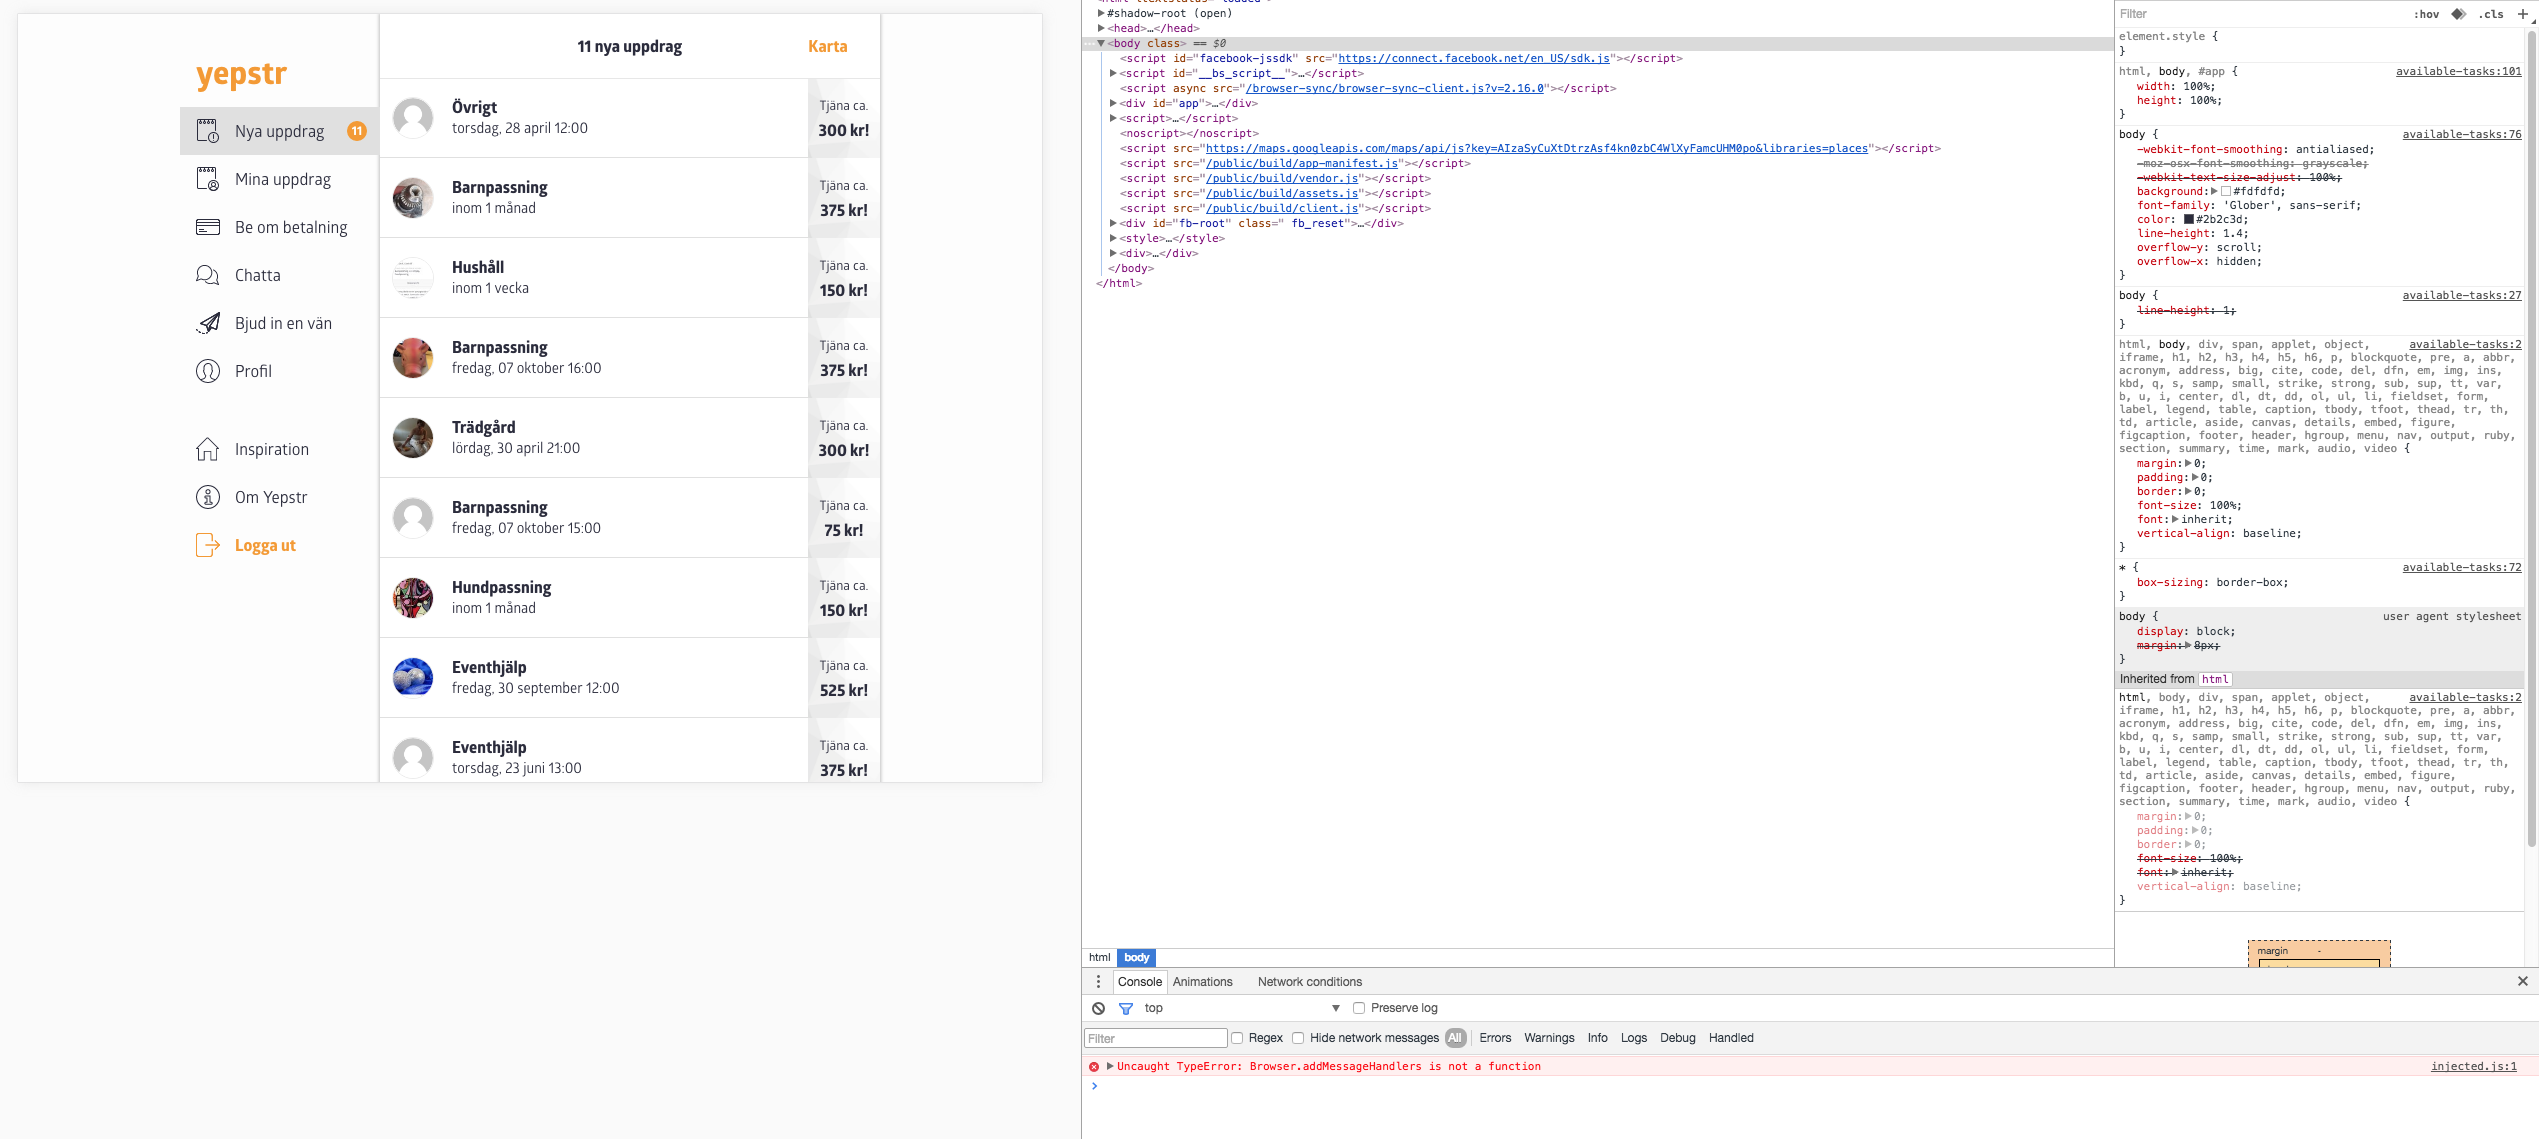 yepstr
Nya uppdrag 11
Mina uppdrag
Be om betalning
Chatta
Bjud in en vän
Profil
Inspiration
Om Yepstr
Logga ut
11 nya uppdrag Karta
Övrigt
torsdag, 28 april 12:00
Tjäna ca.
300 kr!
Barnpassning
inom 1 månad
Tjäna ca.
375 kr!
Hushåll
inom 1 vecka
Tjäna ca.
150 kr!
Barnpassning
fredag, 07 oktober 16:00
Tjäna ca.
375 kr!
Trädgård
lördag, 30 april 21:00
Tjäna ca.
300 kr!
Barnpassning
fredag, 07 oktober 15:00
Tjäna ca.
75 kr!
Hundpassning
inom 1 månad
Tjäna ca.
150 kr!
Eventhjälp
fredag, 30 september 12:00
Tjäna ca.
525 kr!
Eventhjälp
torsdag, 23 juni 13:00
Tjäna ca.
375 kr!
#shadow-root (open)
<head>…</head>
<body class> == $0
<script id="facebook-jssdk" src="https://connect.facebook.net/en_US/sdk.js"></script>
<script id="__bs_script__">…</script>
<script async src="/browser-sync/browser-sync-client.js?v=2.16.0"></script>
<div id="app">…</div>
<script>…</script>
<noscript></noscript>
<script src="https://maps.googleapis.com/maps/api/js?key=AIzaSyCuXtDtrzAsf4kn0zbC4WlXyFamcUHM0po&libraries=places"></script>
<script src="/public/build/app-manifest.js"></script>
<script src="/public/build/vendor.js"></script>
<script src="/public/build/assets.js"></script>
<script src="/public/build/client.js"></script>
<div id="fb-root" class=" fb_reset">…</div>
<style>…</style>
<div>…</div>
</body>
</html>
html body
Filter :hov .cls +
element.style {
}
html, body, #app { available-tasks:101
width: 100%;
height: 100%;
}
body { available-tasks:76
-webkit-font-smoothing: antialiased;
-moz-osx-font-smoothing: grayscale;
-webkit-text-size-adjust: 100%;
background: #fdfdfd;
font-family: 'Glober', sans-serif;
color: #2b2c3d;
line-height: 1.4;
overflow-y: scroll;
overflow-x: hidden;
}
body { available-tasks:27
line-height: 1;
}
html, body, div, span, applet, object, available-tasks:2
iframe, h1, h2, h3, h4, h5, h6, p, blockquote, pre, a, abbr,
acronym, address, big, cite, code, del, dfn, em, img, ins,
kbd, q, s, samp, small, strike, strong, sub, sup, tt, var,
b, u, i, center, dl, dt, dd, ol, ul, li, fieldset, form,
label, legend, table, caption, tbody, tfoot, thead, tr, th,
td, article, aside, canvas, details, embed, figure,
figcaption, footer, header, hgroup, menu, nav, output, ruby,
section, summary, time, mark, audio, video {
margin: 0;
padding: 0;
border: 0;
font-size: 100%;
font: inherit;
vertical-align: baseline;
}
* { available-tasks:72
box-sizing: border-box;
}
body { user agent stylesheet
display: block;
margin: 8px;
}
Inherited from html
html, body, div, span, applet, object, available-tasks:2
iframe, h1, h2, h3, h4, h5, h6, p, blockquote, pre, a, abbr,
acronym, address, big, cite, code, del, dfn, em, img, ins,
kbd, q, s, samp, small, strike, strong, sub, sup, tt, var,
b, u, i, center, dl, dt, dd, ol, ul, li, fieldset, form,
label, legend, table, caption, tbody, tfoot, thead, tr, th,
td, article, aside, canvas, details, embed, figure,
figcaption, footer, header, hgroup, menu, nav, output, ruby,
section, summary, time, mark, audio, video {
margin: 0;
padding: 0;
border: 0;
font-size: 100%;
font: inherit;
vertical-align: baseline;
}
margin -
Console Animations Network conditions
top Preserve log
Filter Regex Hide network messages All Errors Warnings Info Logs Debug Handled
Uncaught TypeError: Browser.addMessageHandlers is not a function injected.js:1